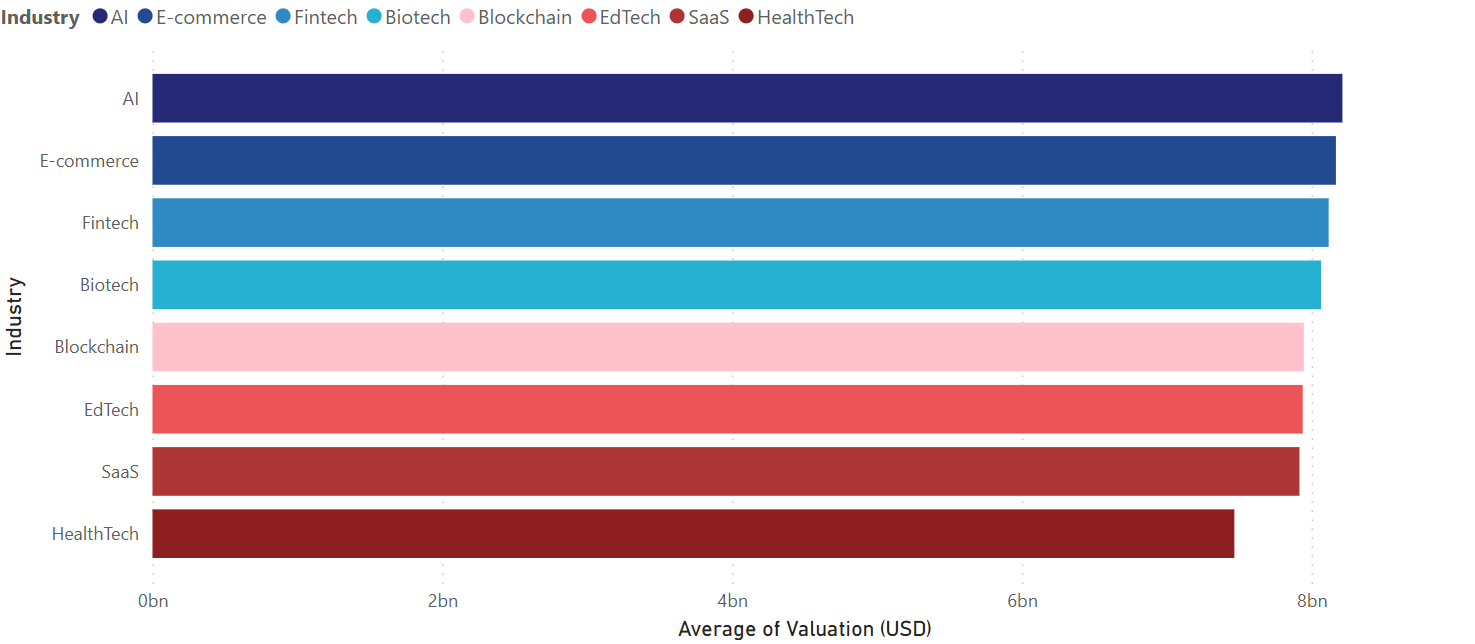 Industry AI E-commerce Fintech Biotech Blockchain EdTech SaaS HealthTech
AI
E-commerce
Fintech
Biotech
Blockchain
EdTech
SaaS
HealthTech
Industry
0bn 2bn 4bn 6bn 8bn
Average of Valuation (USD)